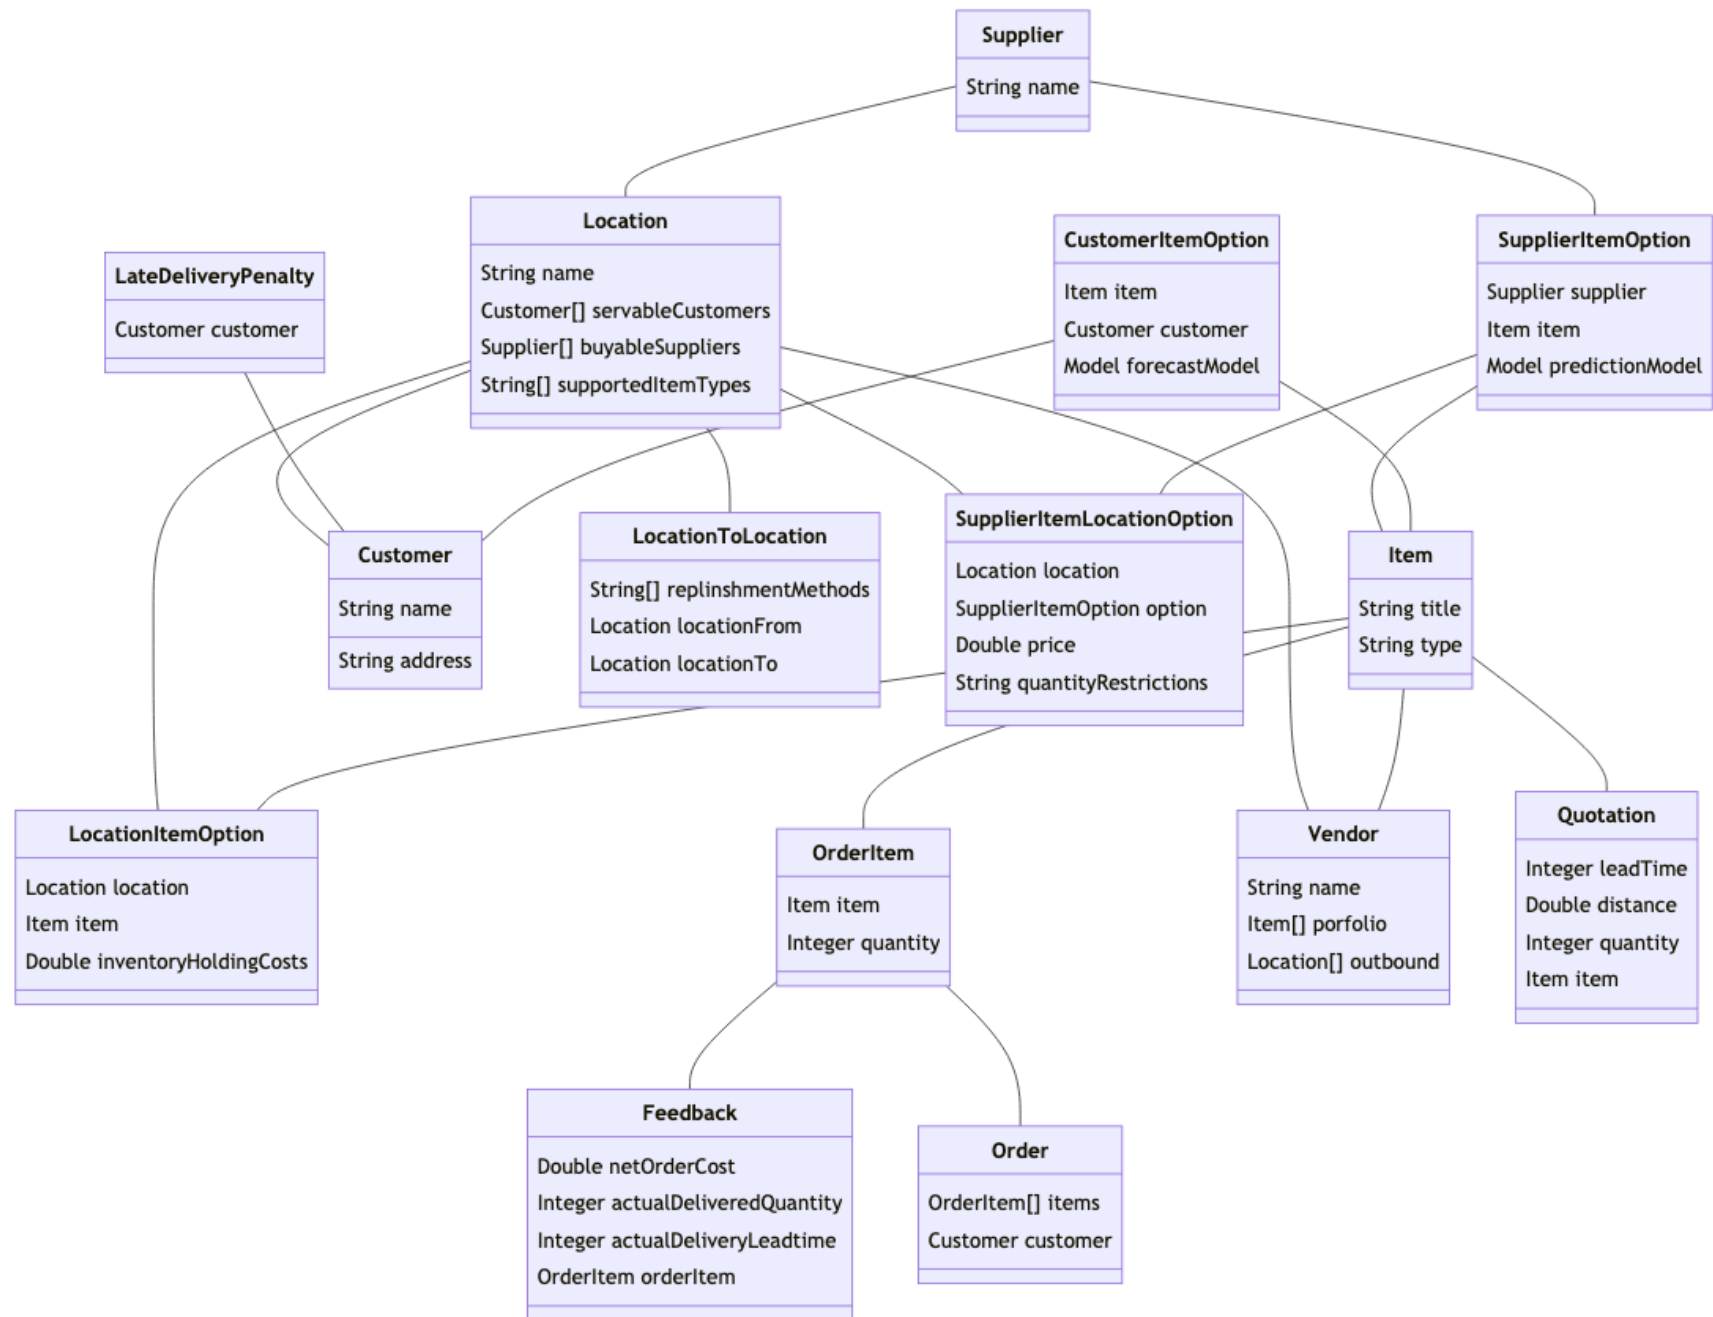 Supplier
String name
Location
String name
Customer[] servableCustomers
Supplier[] buyableSuppliers
String[] supportedItemTypes
CustomerItemOption
Item item
Customer customer
Model forecastModel
SupplierItemOption
Supplier supplier
Item item
Model predictionModel
LateDeliveryPenalty
Customer customer
Customer
String name
String address
LocationToLocation
String[] replinshmentMethods
Location locationFrom
Location locationTo
SupplierItemLocationOption
Location location
SupplierItemOption option
Double price
String quantityRestrictions
Item
String title
String type
LocationItemOption
Location location
Item item
Double inventoryHoldingCosts
OrderItem
Item item
Integer quantity
Vendor
String name
Item[] porfolio
Location[] outbound
Quotation
Integer leadTime
Double distance
Integer quantity
Item item
Feedback
Double netOrderCost
Integer actualDeliveredQuantity
Integer actualDeliveryLeadtime
OrderItem orderItem
Order
OrderItem[] items
Customer customer